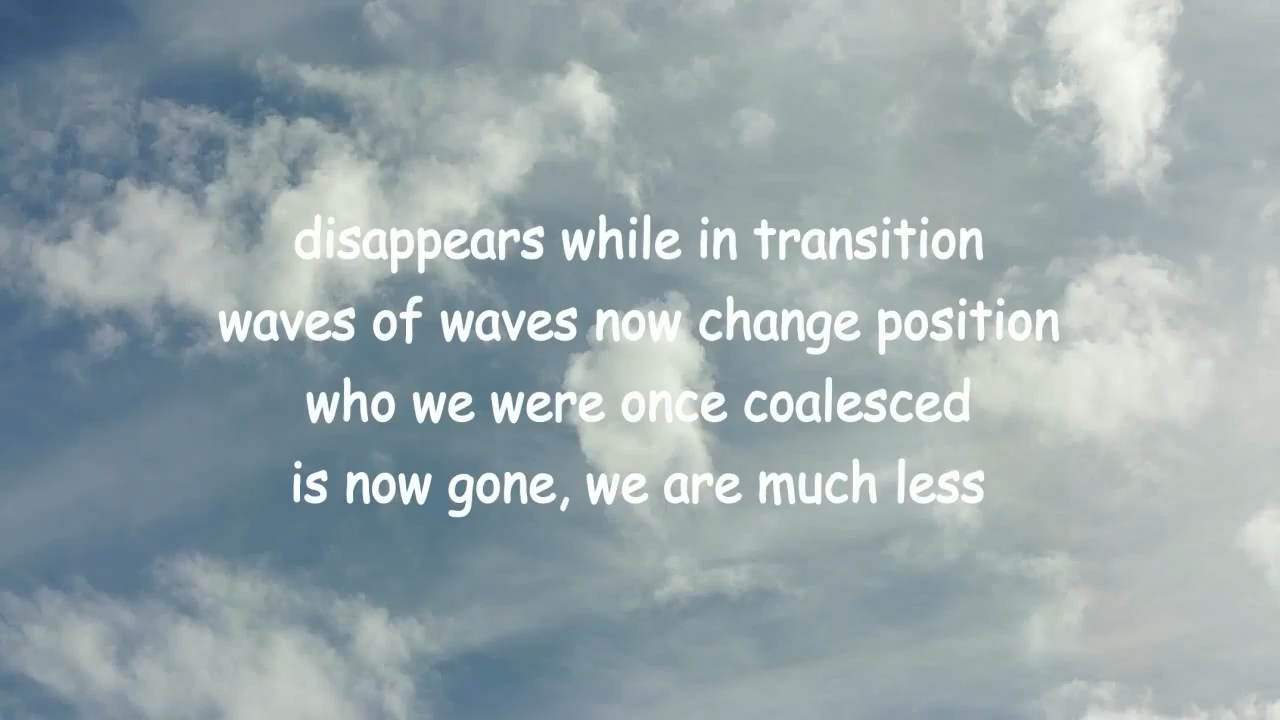 disappears while in transition
waves of waves now change position
who we were once coalesced
is now gone, we are much less